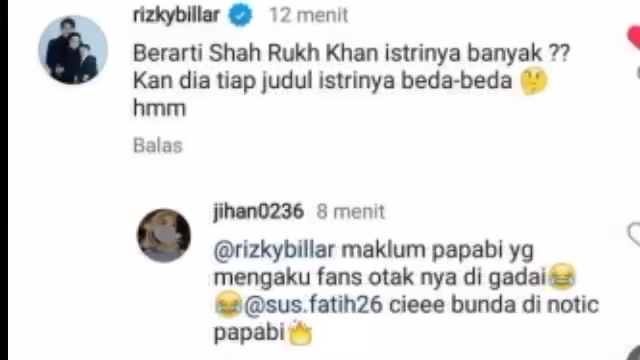 rizkybillar 12 menit
Berarti Shah Rukh Khan istrinya banyak ??
Kan dia tiap judul istrinya beda-beda 🤔
hmm
Balas
jihan0236 8 menit
@rizkybillar maklum papabi yg
mengaku fans otak nya di gadai😂
😂@sus.fatih26 cieee bunda di notic
papabi🔥